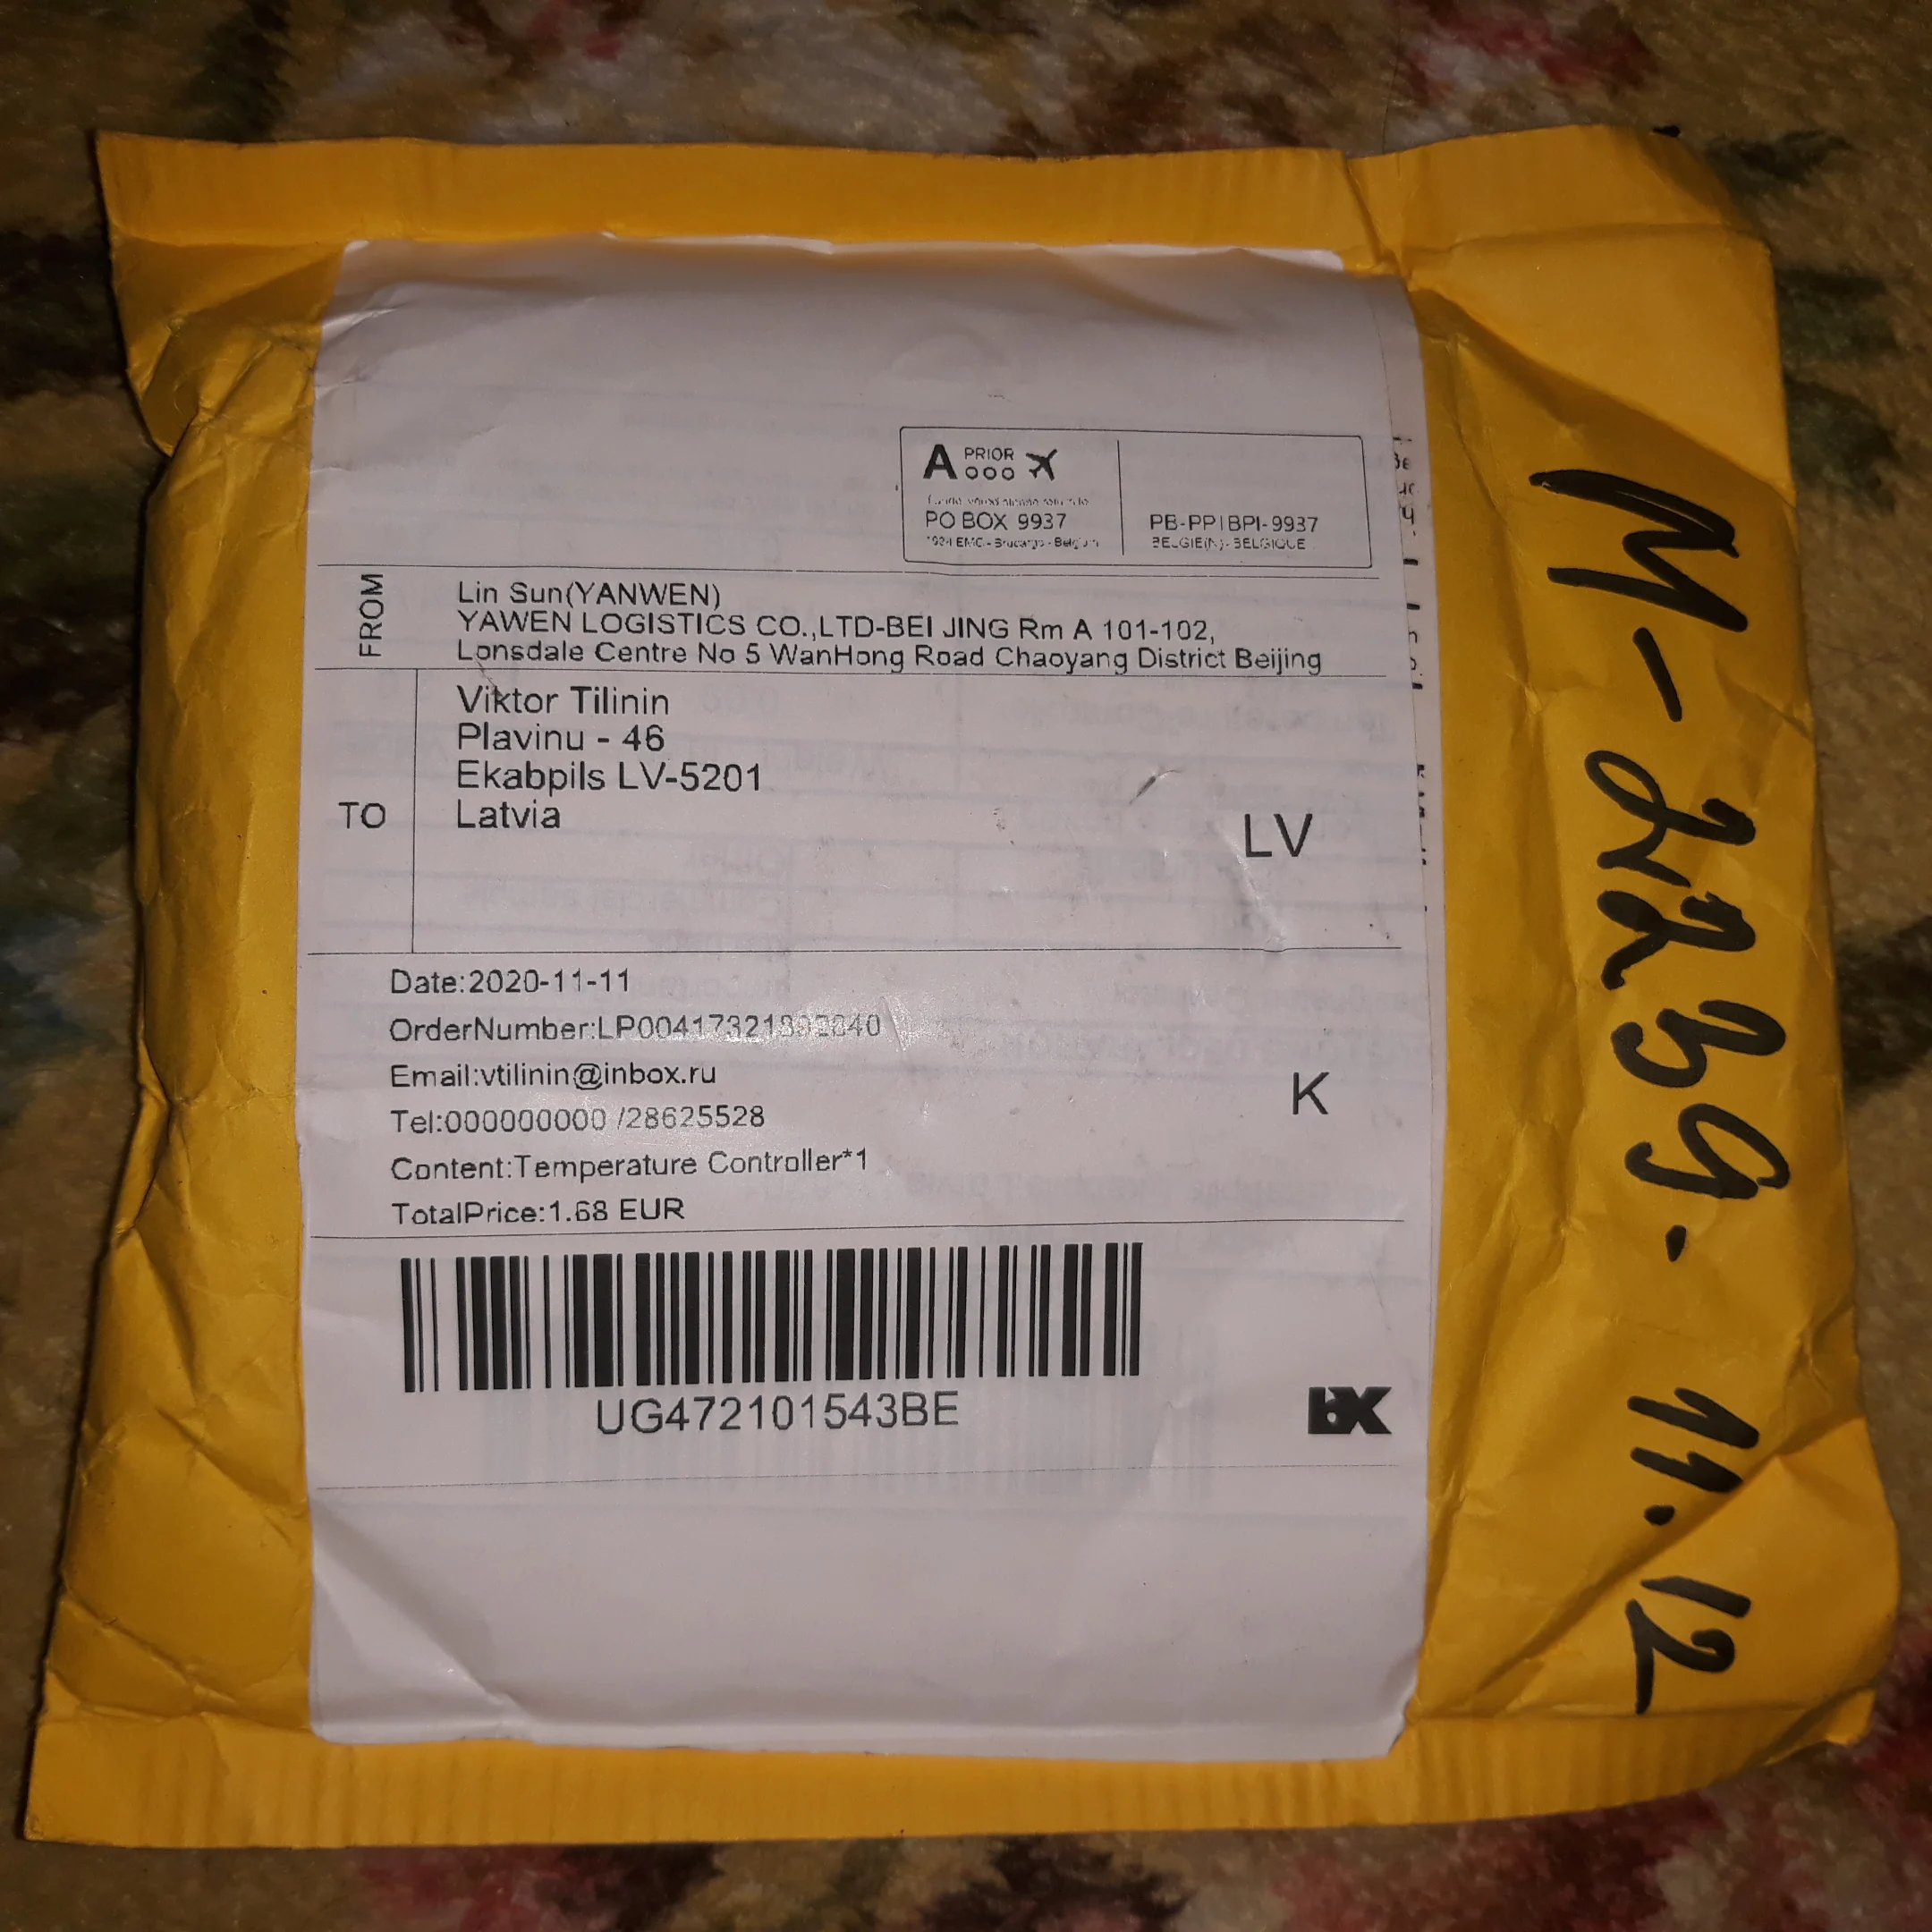 A PRIOR
PO BOX 9937
PB-PP|BPI-9937
BELGIE(N)-BELGIQUE
FROM
Lin Sun(YANWEN)
YAWEN LOGISTICS CO.,LTD-BEI JING Rm A 101-102,
Lonsdale Centre No 5 WanHong Road Chaoyang District Beijing
TO
Viktor Tilinin
Plavinu - 46
Ekabpils LV-5201
Latvia
LV
Date:2020-11-11
Email:vtilinin@inbox.ru
K
Tel:000000000 /28625528
Content:Temperature Controller*1
TotalPrice:1.68 EUR
UG472101543BE
11.12